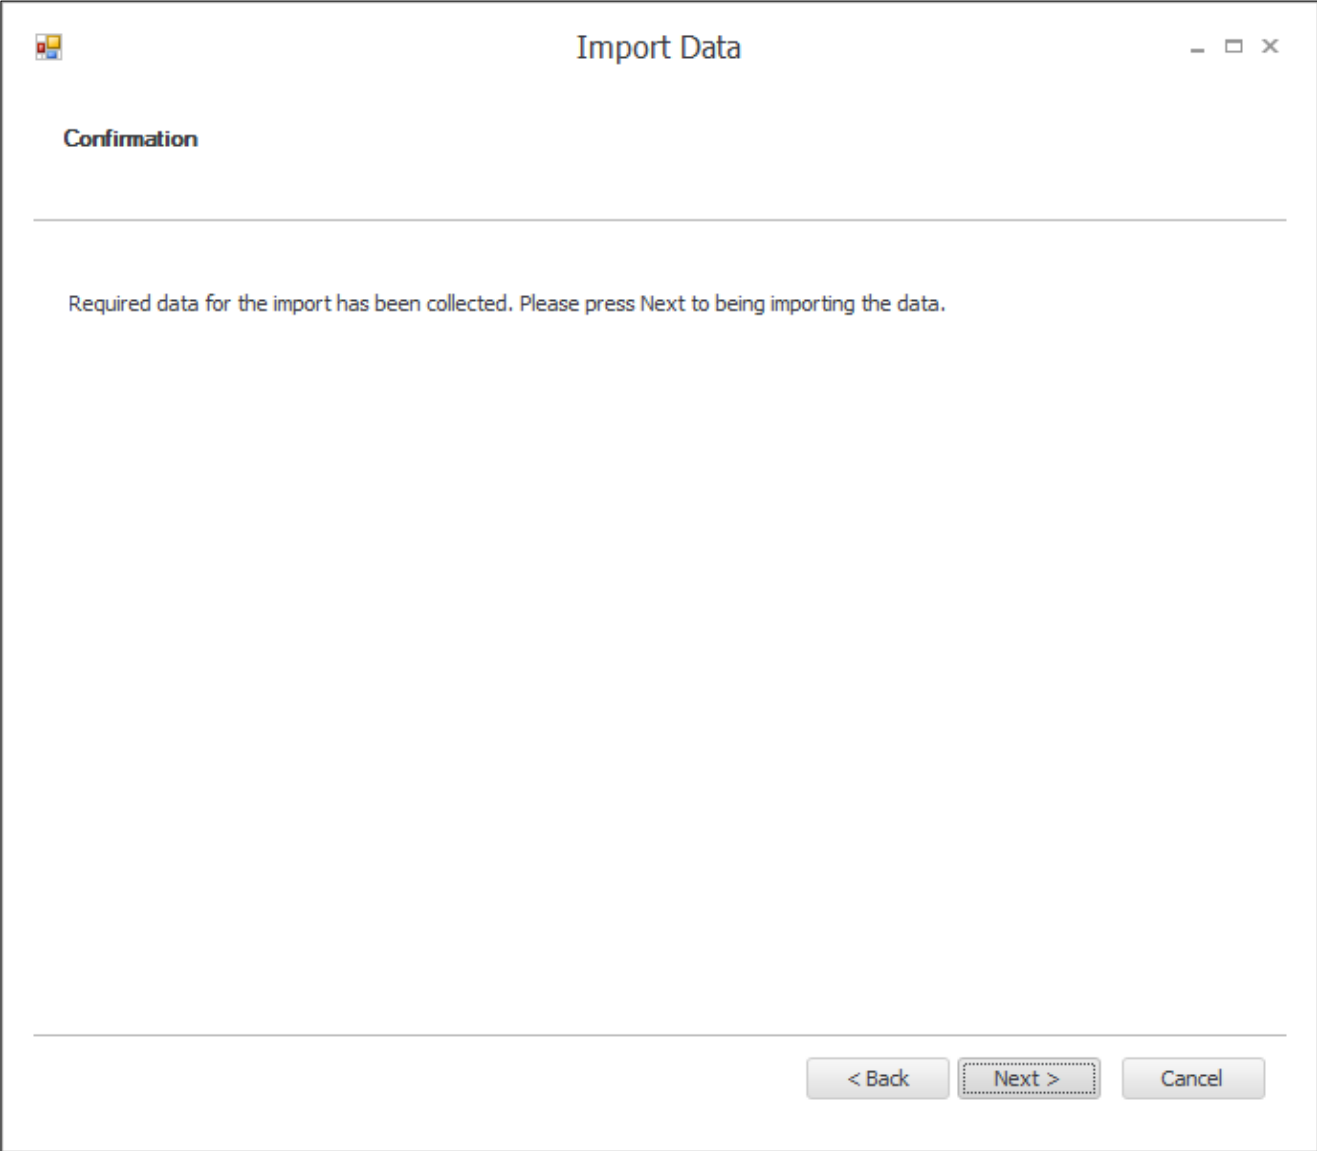 Import Data
Confirmation
Required data for the import has been collected. Please press Next to being importing the data.
< Back
Next >
Cancel